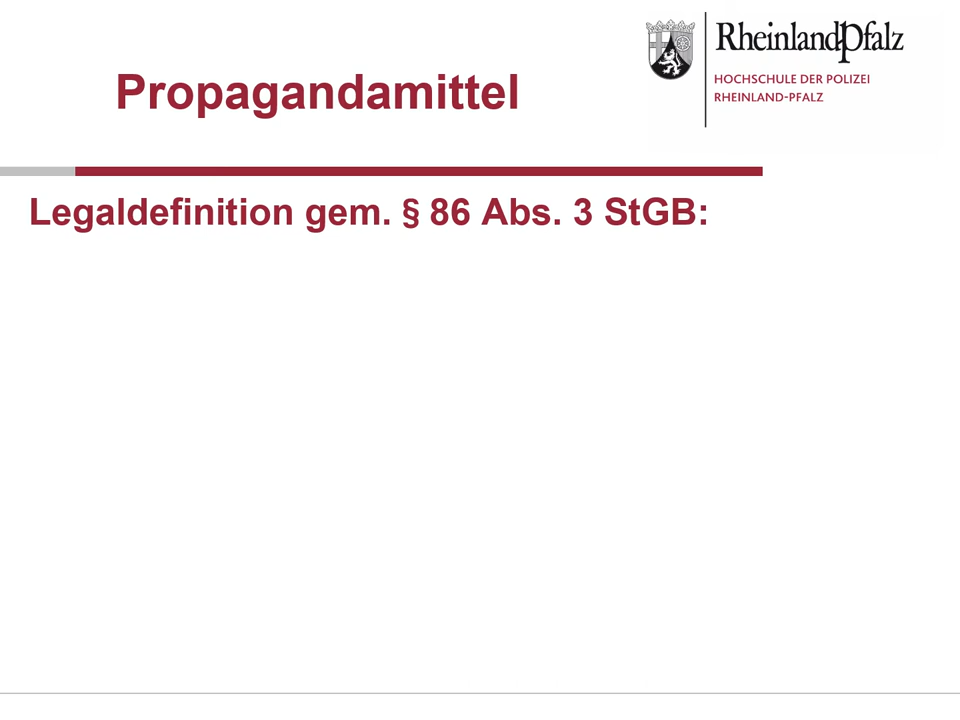 RheinlandPfalz
HOCHSCHULE DER POLIZEI
RHEINLAND-PFALZ
Propagandamittel
Legaldefinition gem. § 86 Abs. 3 StGB: